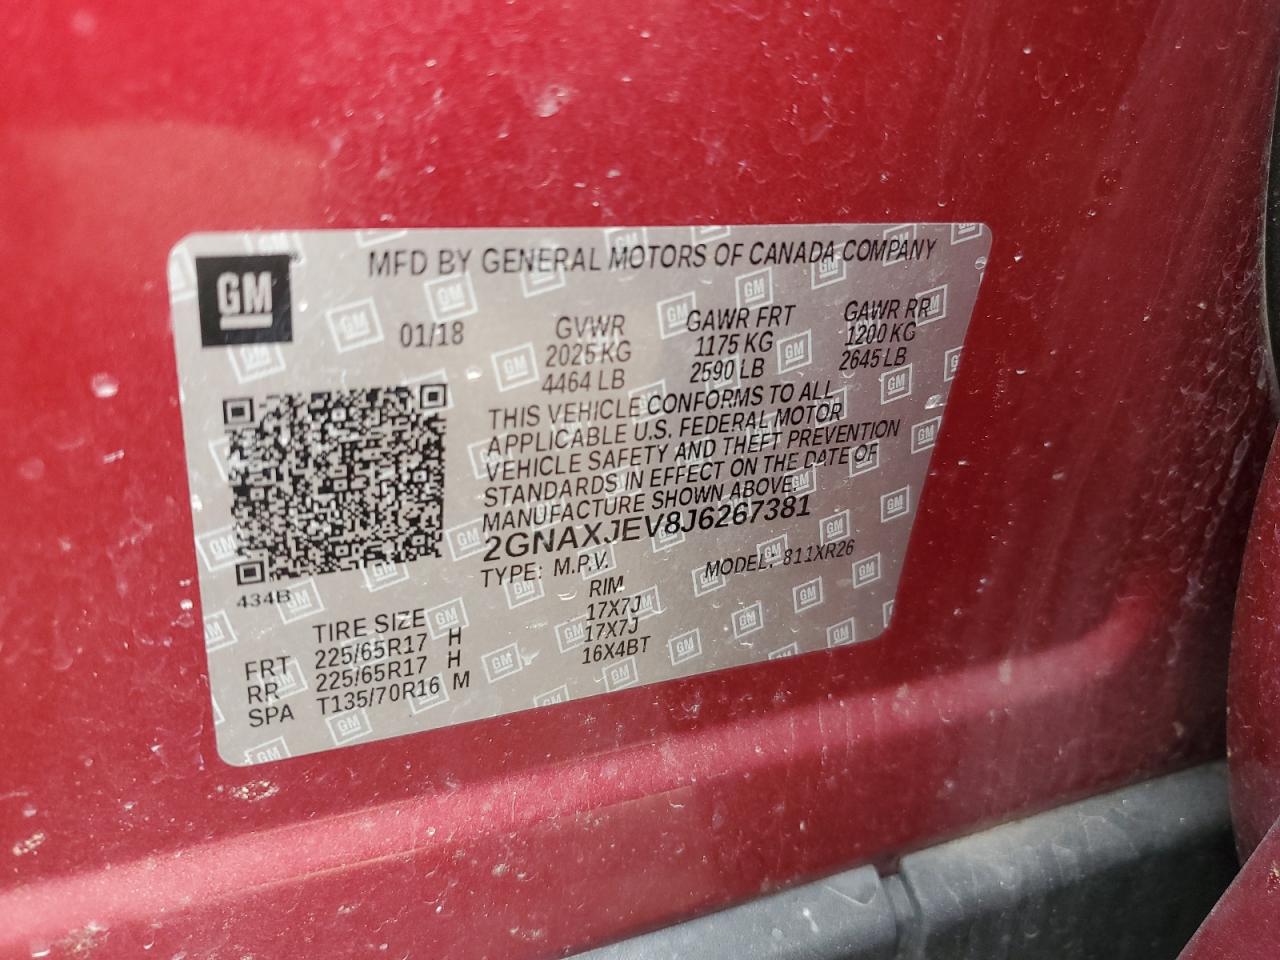 GM
MFD BY GENERAL MOTORS OF CANADA COMPANY
01/18 GVWR GAWR FRT GAWR RR
2025 KG 1175 KG 1200 KG
4464 LB 2590 LB 2645 LB
THIS VEHICLE CONFORMS TO ALL
APPLICABLE U.S. FEDERAL MOTOR
VEHICLE SAFETY AND THEFT PREVENTION
STANDARDS IN EFFECT ON THE DATE OF
MANUFACTURE SHOWN ABOVE.
2GNAXJEV8J6267381
TYPE: M.P.V. MODEL: 811XR26
434B
TIRE SIZE RIM
FRT 225/65R17 H 17X7J
RR 225/65R17 H 17X7J
SPA T135/70R16 M 16X4BT